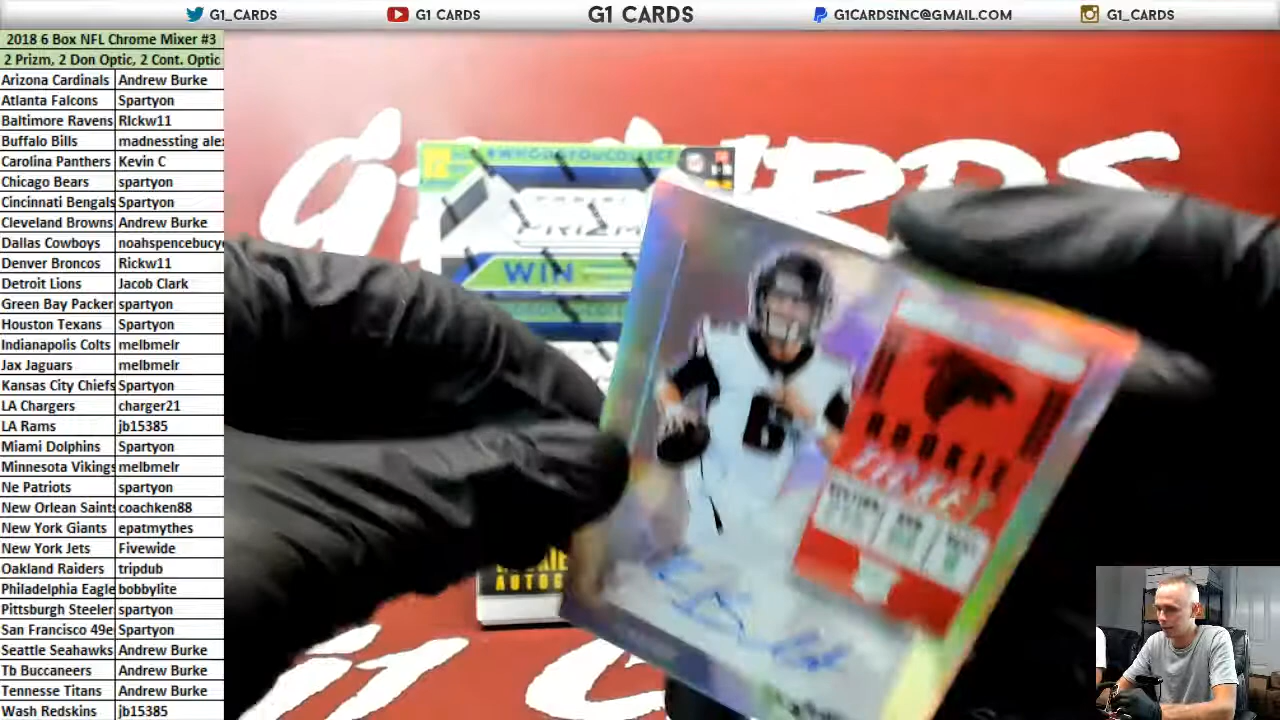 G1_CARDS
G1 CARDS
G1 CARDS
G1CARDSINC@GMAIL.COM
G1_CARDS
2018 6 Box NFL Chrome Mixer #3
2 Prizm, 2 Don Optic, 2 Cont. Optic
Arizona Cardinals Andrew Burke
Atlanta Falcons Spartyon
Baltimore Ravens RIckw11
Buffalo Bills madnessting ale
Carolina Panthers Kevin C
Chicago Bears spartyon
Cincinnati Bengals Spartyon
Cleveland Browns Andrew Burke
Dallas Cowboys noahspencebucy
Denver Broncos Rickw11
Detroit Lions Jacob Clark
Green Bay Packer spartyon
Houston Texans Spartyon
Indianapolis Colts melbmelr
Jax Jaguars melbmelr
Kansas City Chiefs Spartyon
LA Chargers charger21
LA Rams jb15385
Miami Dolphins Spartyon
Minnesota Vikings melbmelr
Ne Patriots spartyon
New Orlean Saints coachken88
New York Giants epatmythes
New York Jets Fivewide
Oakland Raiders tripdub
Philadelphia Eagle bobbylite
Pittsburgh Steeler spartyon
San Francisco 49e Spartyon
Seattle Seahawks Andrew Burke
Tb Buccaneers Andrew Burke
Tennesse Titans Andrew Burke
Wash Redskins jb15385
#WHODOYOUCOLLECT
PRIZM
WIN
AUTOG
8
ROOKIE
TICKET